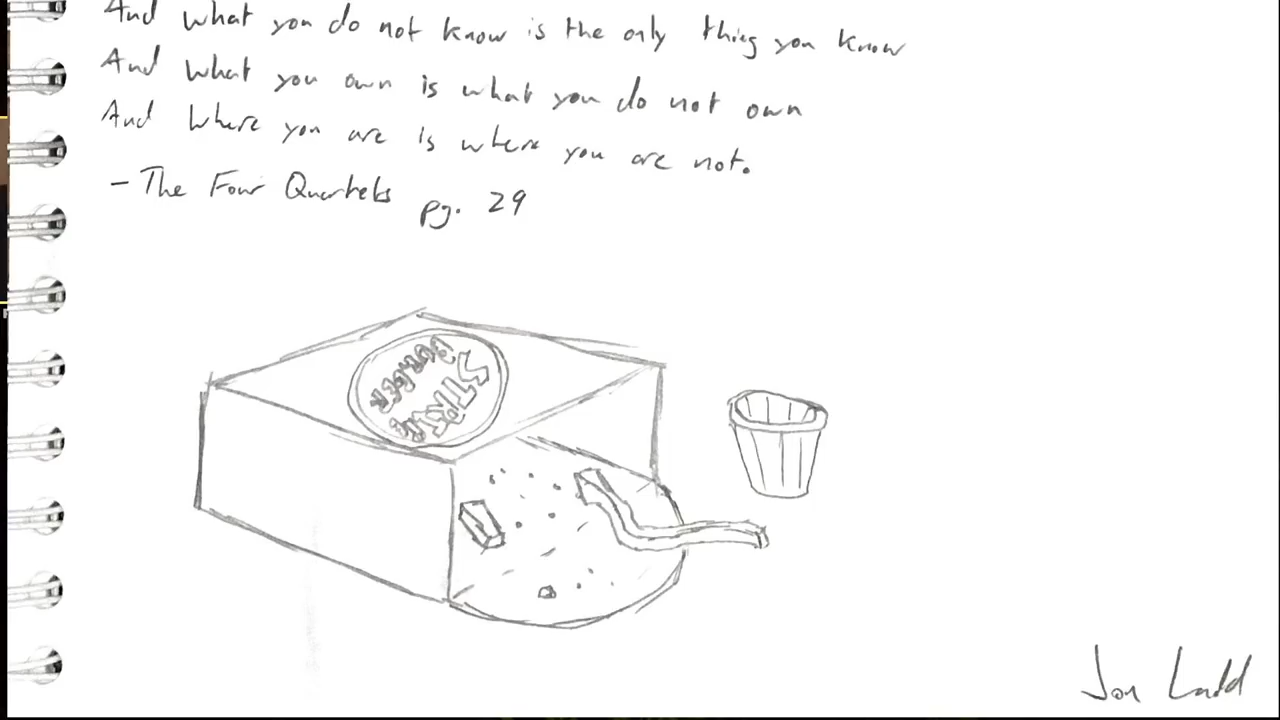 And what you do not know is the only thing you know
And what you own is what you do not own
And where you are is where you are not.
- The Four Quartets pg. 29
STR
BURGER
Jon Ladd